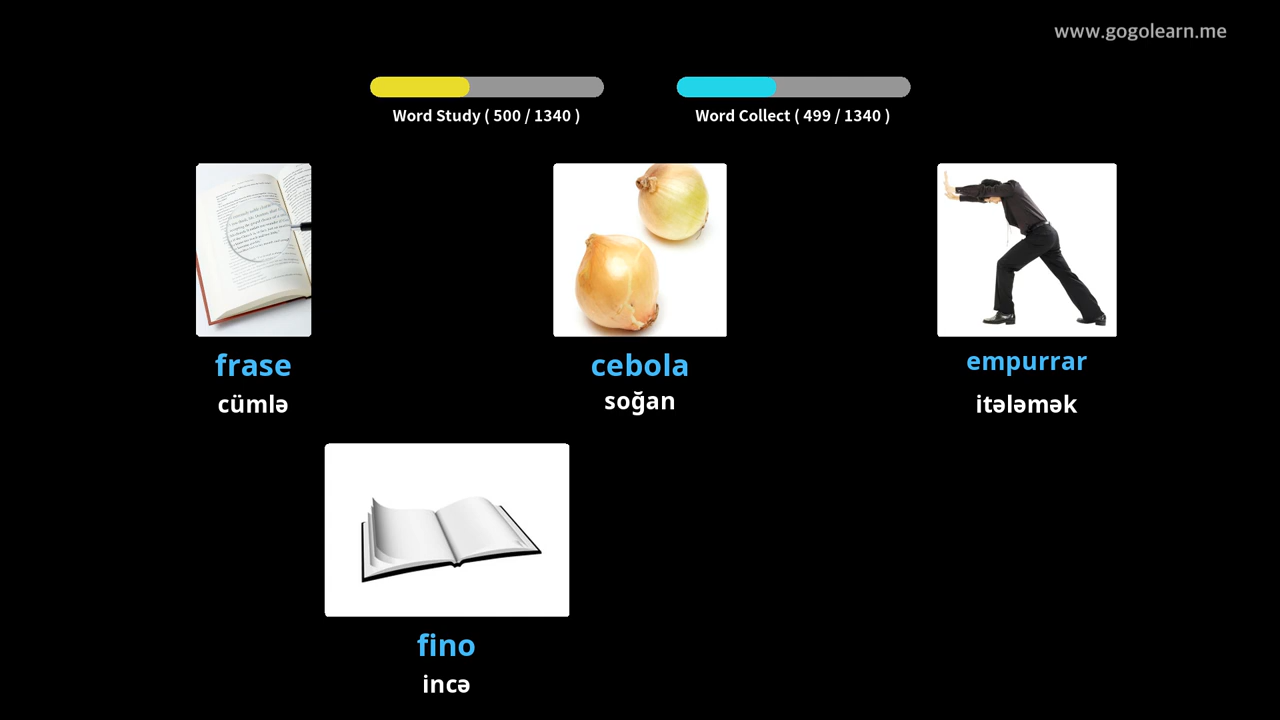 www.gogolearn.me
Word Study ( 500 / 1340 )
Word Collect ( 499 / 1340 )
frase
cümlə
cebola
soğan
empurrar
itələmək
fino
incə